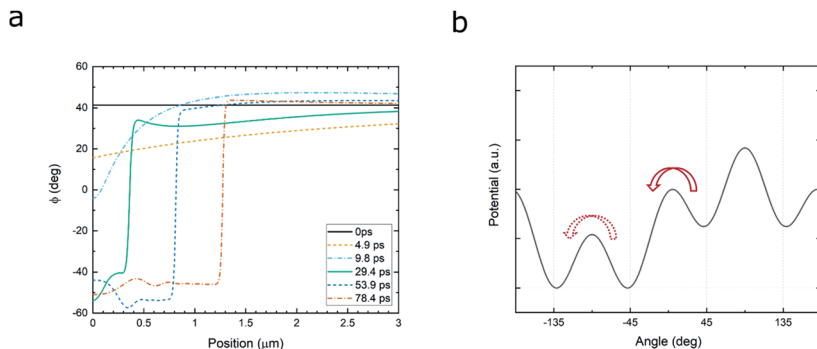 a
b
ϕ (deg)
60
40
20
0
-20
-40
-60
0ps
4.9 ps
9.8 ps
29.4 ps
53.9 ps
78.4 ps
0
0.5
1
1.5
2
2.5
3
Position (μm)
Potential (a.u.)
-135
-45
45
135
Angle (deg)